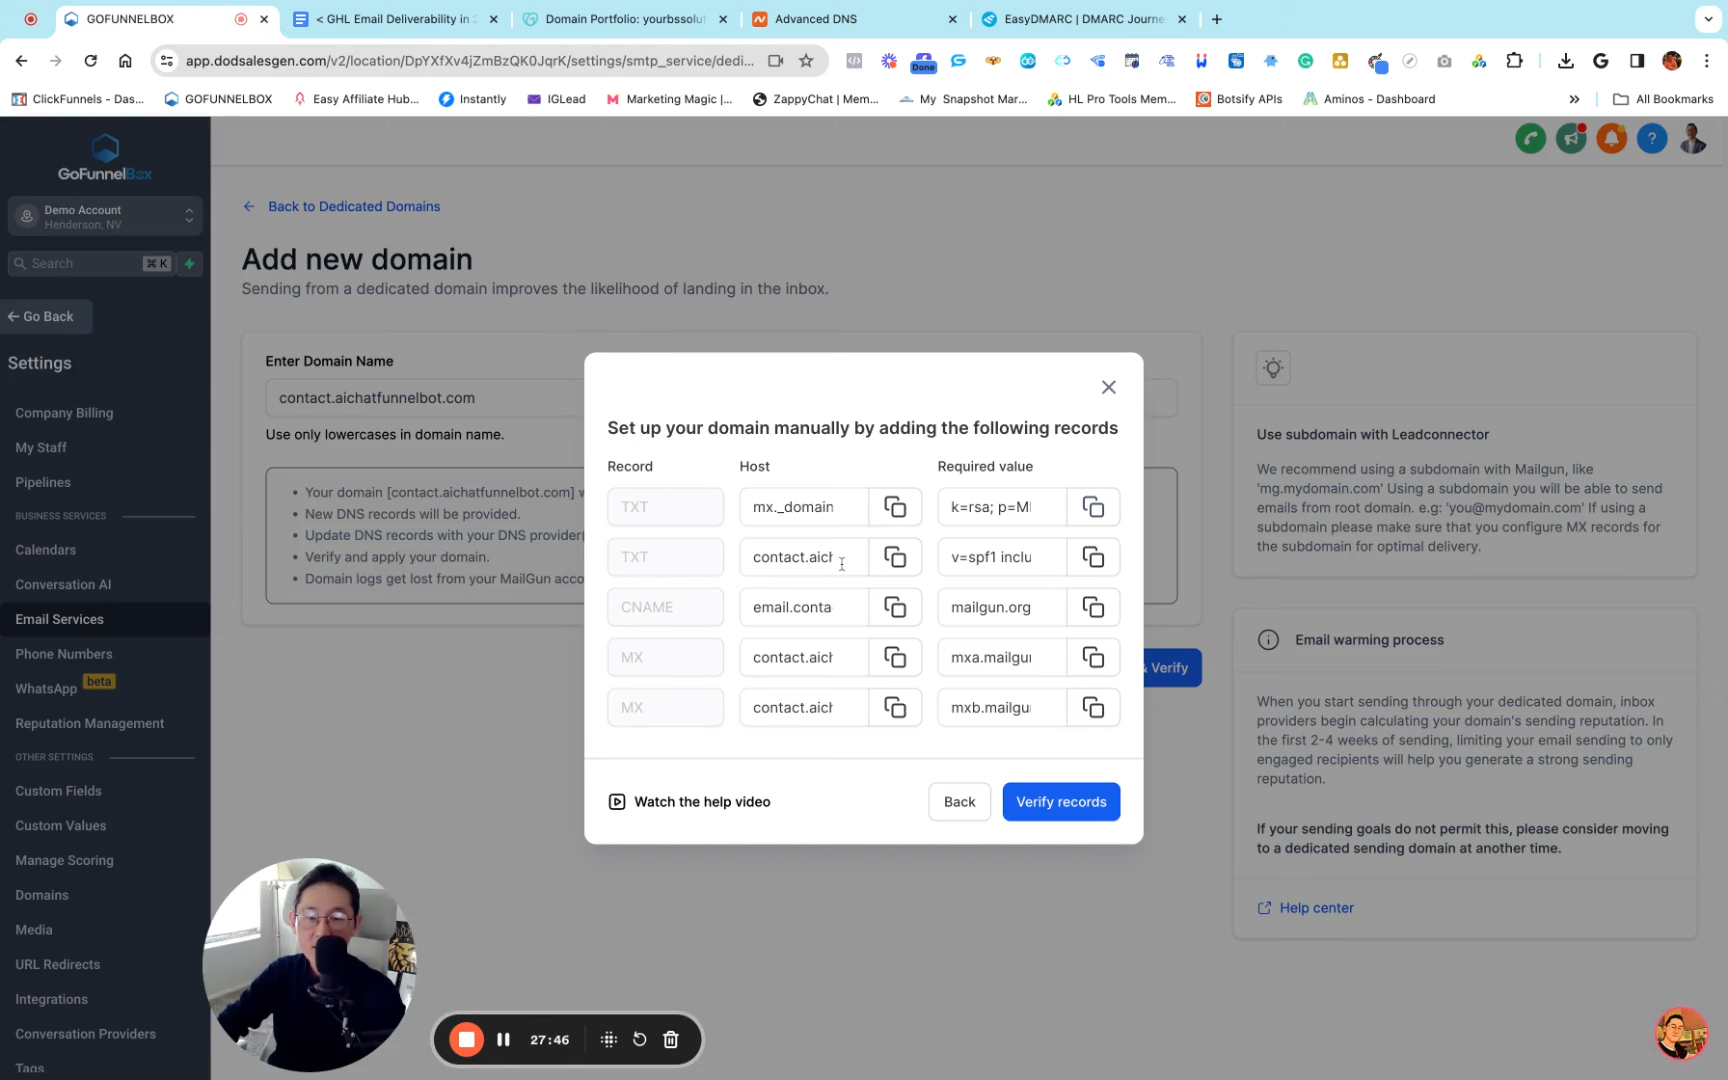 GOFUNNELBOX
< GHL Email Deliverability in 2
Domain Portfolio: yourbssolut
Advanced DNS
EasyDMARC | DMARC Journe
app.dodsalesgen.com/v2/location/DpYXfXv4jZmBzQK0JqrK/settings/smtp_service/dedi...
Done
ClickFunnels - Das...
GOFUNNELBOX
Easy Affiliate Hub...
Instantly
IGLead
Marketing Magic |...
ZappyChat | Mem...
My Snapshot Mar...
HL Pro Tools Mem...
Botsify APIs
Aminos - Dashboard
»
All Bookmarks
GoFunnelBox
Demo Account
Henderson, NV
Search
⌘ K
← Go Back
Settings
Company Billing
My Staff
Pipelines
BUSINESS SERVICES
Calendars
Conversation AI
Email Services
Phone Numbers
WhatsApp beta
Reputation Management
OTHER SETTINGS
Custom Fields
Custom Values
Manage Scoring
Domains
Media
URL Redirects
Integrations
Conversation Providers
Tags
← Back to Dedicated Domains
Add new domain
Sending from a dedicated domain improves the likelihood of landing in the inbox.
Enter Domain Name
contact.aichatfunnelbot.com
Use only lowercases in domain name.
• Your domain [contact.aichatfunnelbot.com] w
• New DNS records will be provided.
• Update DNS records with your DNS provider(
• Verify and apply your domain.
• Domain logs get lost from your MailGun acco
& Verify
Set up your domain manually by adding the following records
Record Host Required value
TXT mx._domain k=rsa; p=MI
TXT contact.aich v=spf1 inclu
CNAME email.conta mailgun.org
MX contact.aich mxa.mailgun
MX contact.aich mxb.mailgun
Watch the help video
Back
Verify records
Use subdomain with Leadconnector
We recommend using a subdomain with Mailgun, like
'mg.mydomain.com' Using a subdomain you will be able to send
emails from root domain. e.g: 'you@mydomain.com' If using a
subdomain please make sure that you configure MX records for
the subdomain for optimal delivery.
Email warming process
When you start sending through your dedicated domain, inbox
providers begin calculating your domain's sending reputation. In
the first 2-4 weeks of sending, limiting your email sending to only
engaged recipients will help you generate a strong sending
reputation.
If your sending goals do not permit this, please consider moving
to a dedicated sending domain at another time.
Help center
27:46